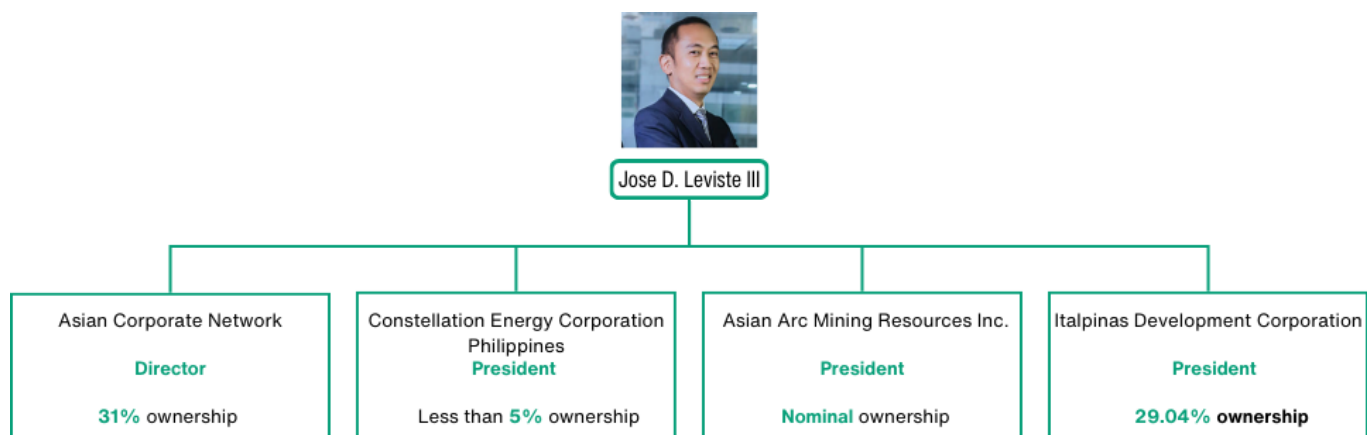 Jose D. Leviste III
Asian Corporate Network
Director
31% ownership
Constellation Energy Corporation
Philippines
President
Less than 5% ownership
Asian Arc Mining Resources Inc.
President
Nominal ownership
Italpinas Development Corporation
President
29.04% ownership